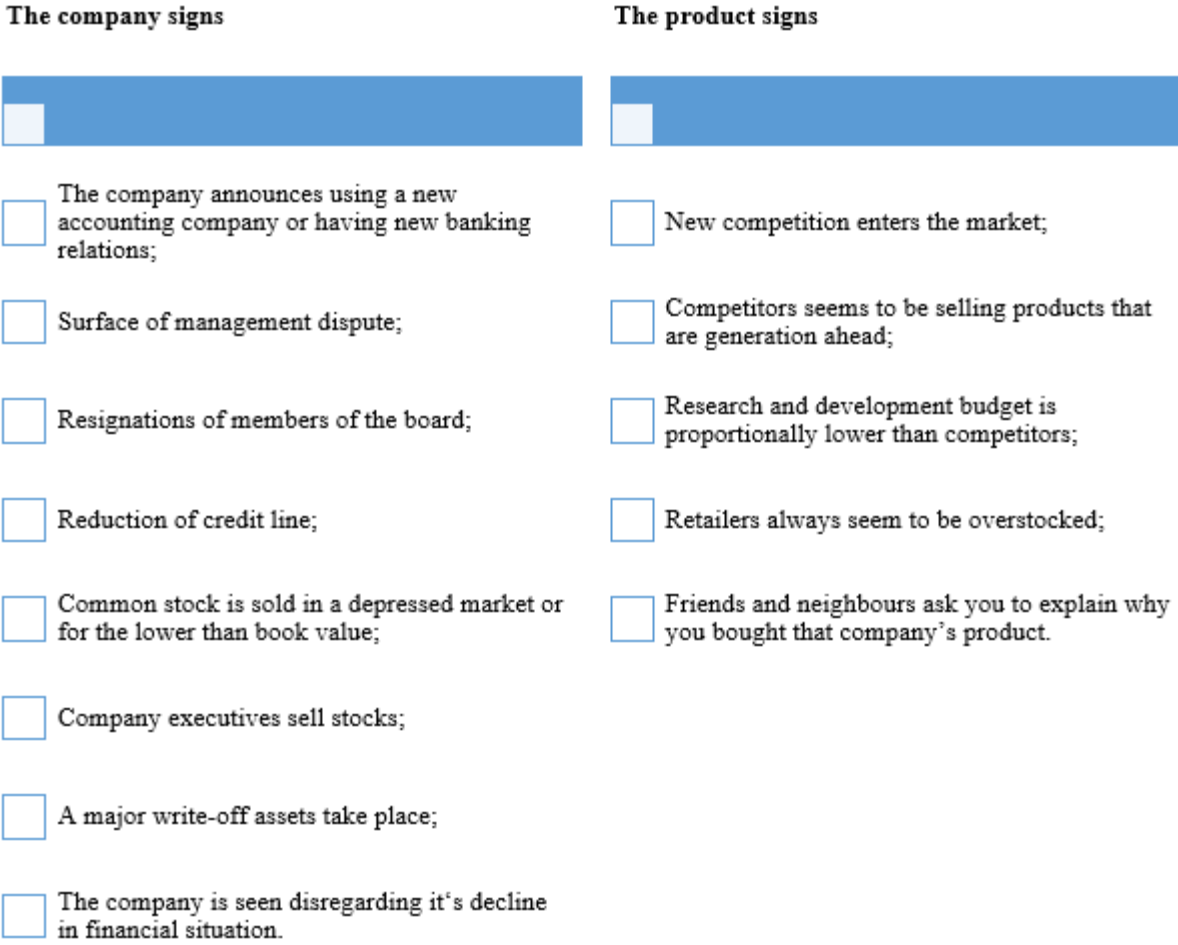 The company signs
The company announces using a new
accounting company or having new banking
relations;
Surface of management dispute;
Resignations of members of the board;
Reduction of credit line;
Common stock is sold in a depressed market or
for the lower than book value;
Company executives sell stocks;
A major write-off assets take place;
The company is seen disregarding it‘s decline
in financial situation.
The product signs
New competition enters the market;
Competitors seems to be selling products that
are generation ahead;
Research and development budget is
proportionally lower than competitors;
Retailers always seem to be overstocked;
Friends and neighbours ask you to explain why
you bought that company’s product.